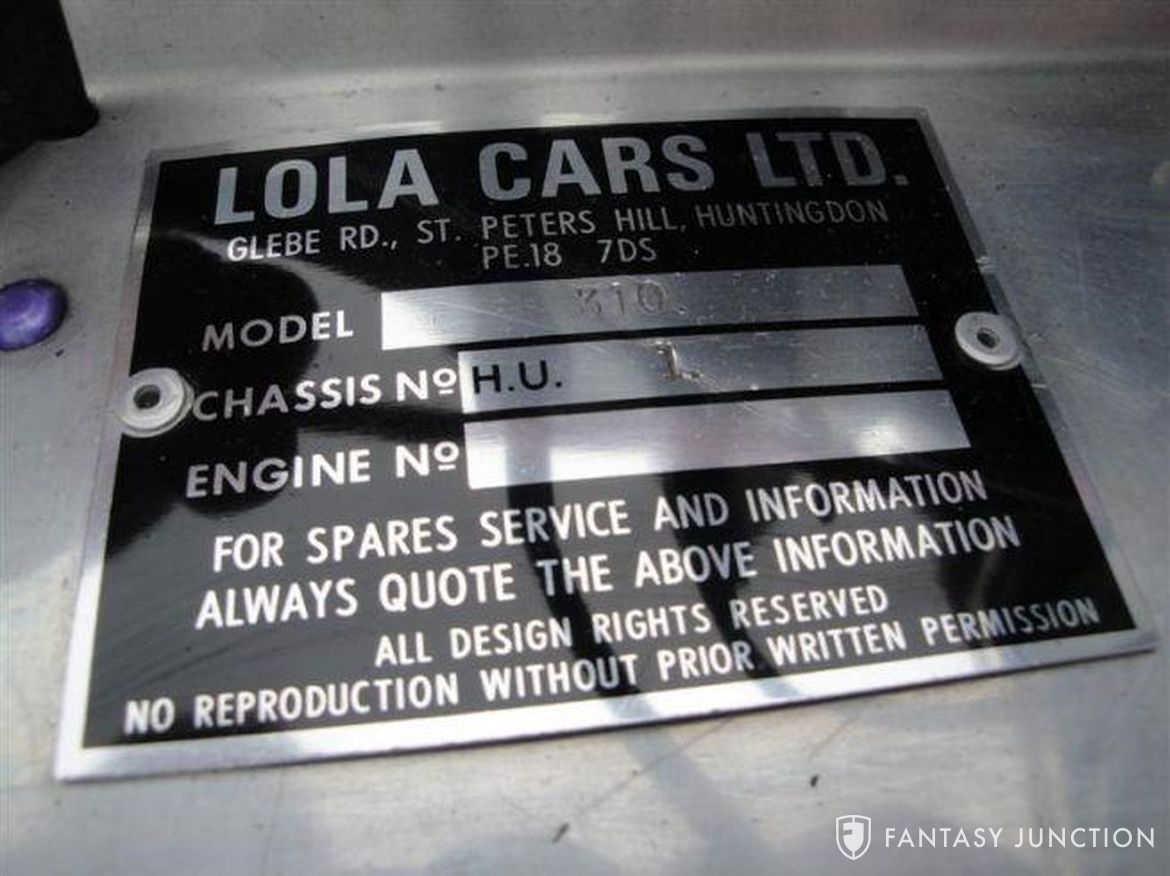 LOLA CARS LTD.
GLEBE RD., ST. PETERS HILL, HUNTINGDON
PE.18 7DS
MODEL 310.
CHASSIS Nº H.U. 1
ENGINE Nº
FOR SPARES SERVICE AND INFORMATION
ALWAYS QUOTE THE ABOVE INFORMATION
ALL DESIGN RIGHTS RESERVED
NO REPRODUCTION WITHOUT PRIOR WRITTEN PERMISSION
FANTASY JUNCTION